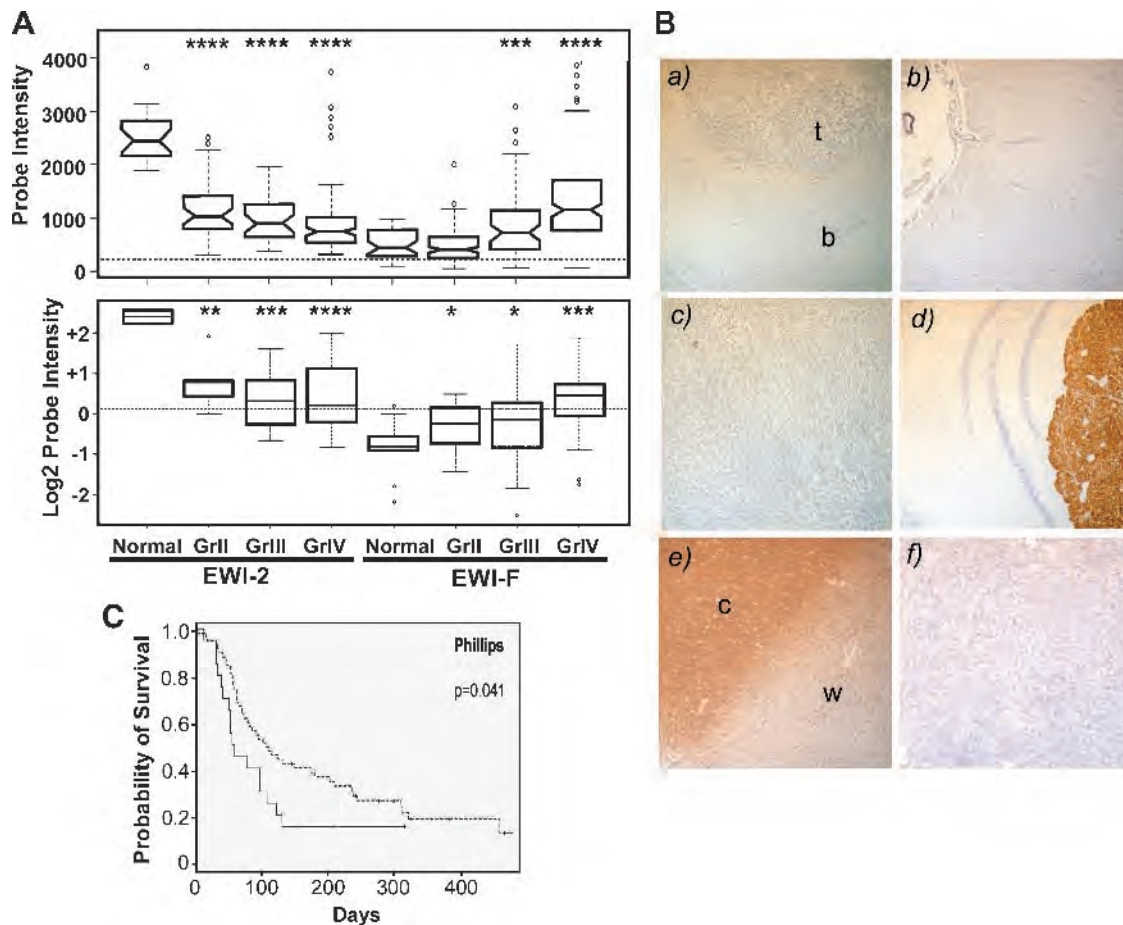 A
**** **** **** *** ****
Probe Intensity
4000
3000
2000
1000
0
** *** **** * * ***
Log2 Probe Intensity
+2
+1
0
-1
-2
Normal GrII GrIII GrIV Normal GrII GrIII GrIV
EWI-2 EWI-F
B
a) t b
b)
c)
d)
e) c w
f)
C
Phillips
p=0.041
Probability of Survival
1.0
0.8
0.6
0.4
0.2
0
0 100 200 300 400
Days